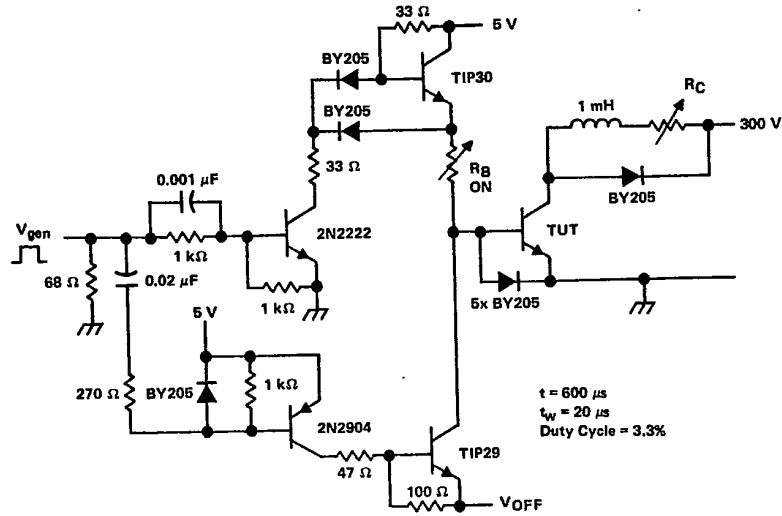 33 Ω
5 V
BY205
TIP30
BY205
1 mH
RC
300 V
33 Ω
RB
ON
BY205
0.001 μF
Vgen
1 kΩ
2N2222
TUT
68 Ω
0.02 μF
1 kΩ
5x BY205
5 V
270 Ω
BY205
1 kΩ
2N2904
t = 600 μs
tw = 20 μs
Duty Cycle = 3.3%
47 Ω
TIP29
100 Ω
VOFF